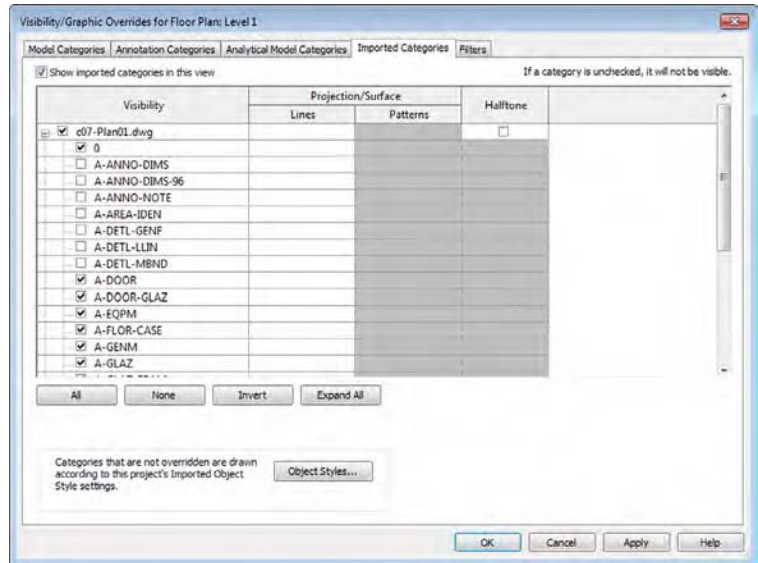 Visibility/Graphic Overrides for Floor Plan: Level 1
Model Categories Annotation Categories Analytical Model Categories Imported Categories Filters
Show imported categories in this view If a category is unchecked, it will not be visible.
Visibility Projection/Surface Halftone
Lines Patterns
c07-Plan01.dwg
0
A-ANNO-DIMS
A-ANNO-DIMS-96
A-ANNO-NOTE
A-AREA-IDEN
A-DETL-GENF
A-DETL-LLIN
A-DETL-MBND
A-DOOR
A-DOOR-GLAZ
A-EQPM
A-FLOR-CASE
A-GENM
A-GLAZ
All None Invert Expand All
Categories that are not overridden are drawn
according to this project's Imported Object
Style settings.
Object Styles...
OK Cancel Apply Help